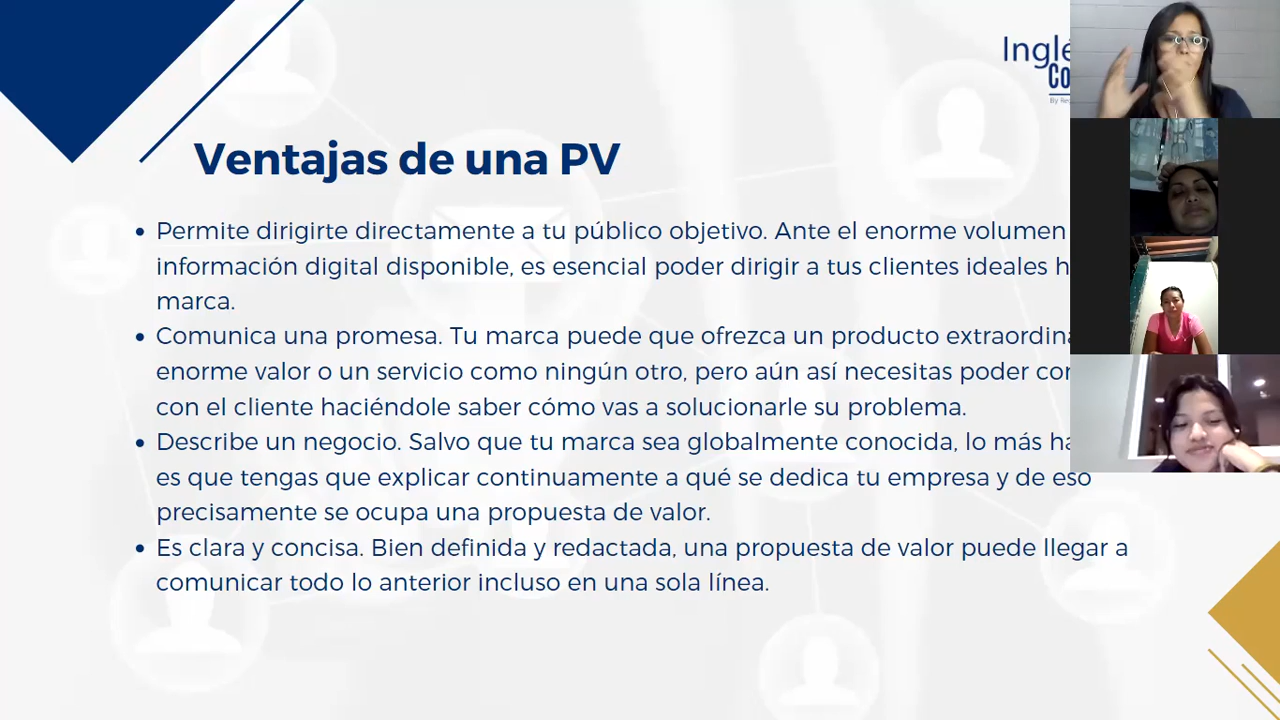 Inglé
Co
Ventajas de una PV
• Permite dirigirte directamente a tu público objetivo. Ante el enorme volumen
información digital disponible, es esencial poder dirigir a tus clientes ideales h
marca.
• Comunica una promesa. Tu marca puede que ofrezca un producto extraordina
enorme valor o un servicio como ningún otro, pero aún así necesitas poder co
con el cliente haciéndole saber cómo vas a solucionarle su problema.
• Describe un negocio. Salvo que tu marca sea globalmente conocida, lo más ha
es que tengas que explicar continuamente a qué se dedica tu empresa y de eso
precisamente se ocupa una propuesta de valor.
• Es clara y concisa. Bien definida y redactada, una propuesta de valor puede llegar a
comunicar todo lo anterior incluso en una sola línea.